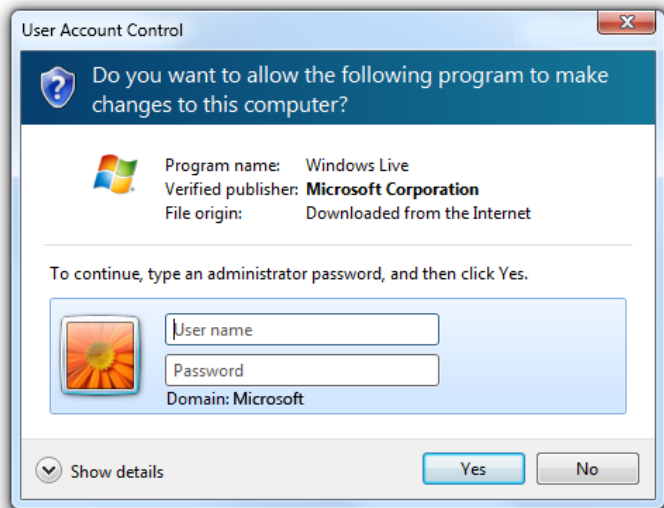 User Account Control
Do you want to allow the following program to make
changes to this computer?
Program name: Windows Live
Verified publisher: Microsoft Corporation
File origin: Downloaded from the Internet
To continue, type an administrator password, and then click Yes.
User name
Password
Domain: Microsoft
Show details
Yes
No